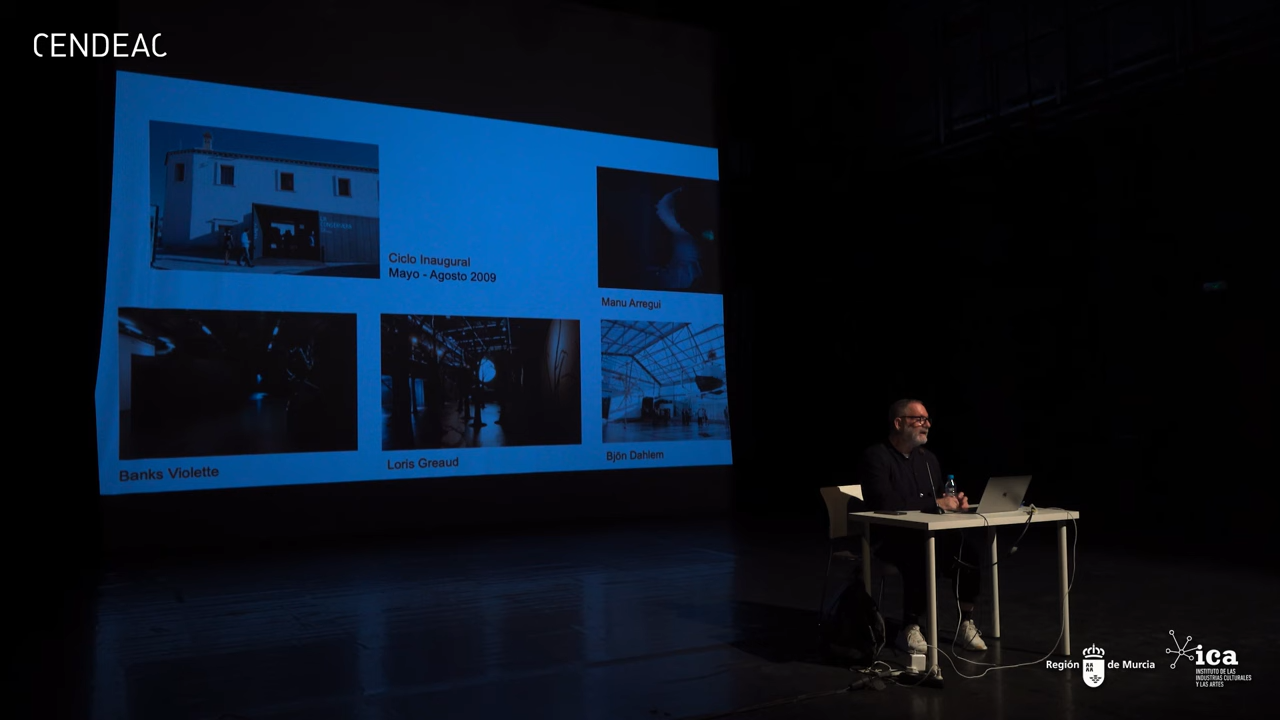 CENDEAC
Ciclo Inaugural
Mayo - Agosto 2009
Manu Arregui
Banks Violette
Loris Greaud
Bjön Dahlem
Región de Murcia
ica
INSTITUTO DE LAS
INDUSTRIAS CULTURALES
Y LAS ARTES